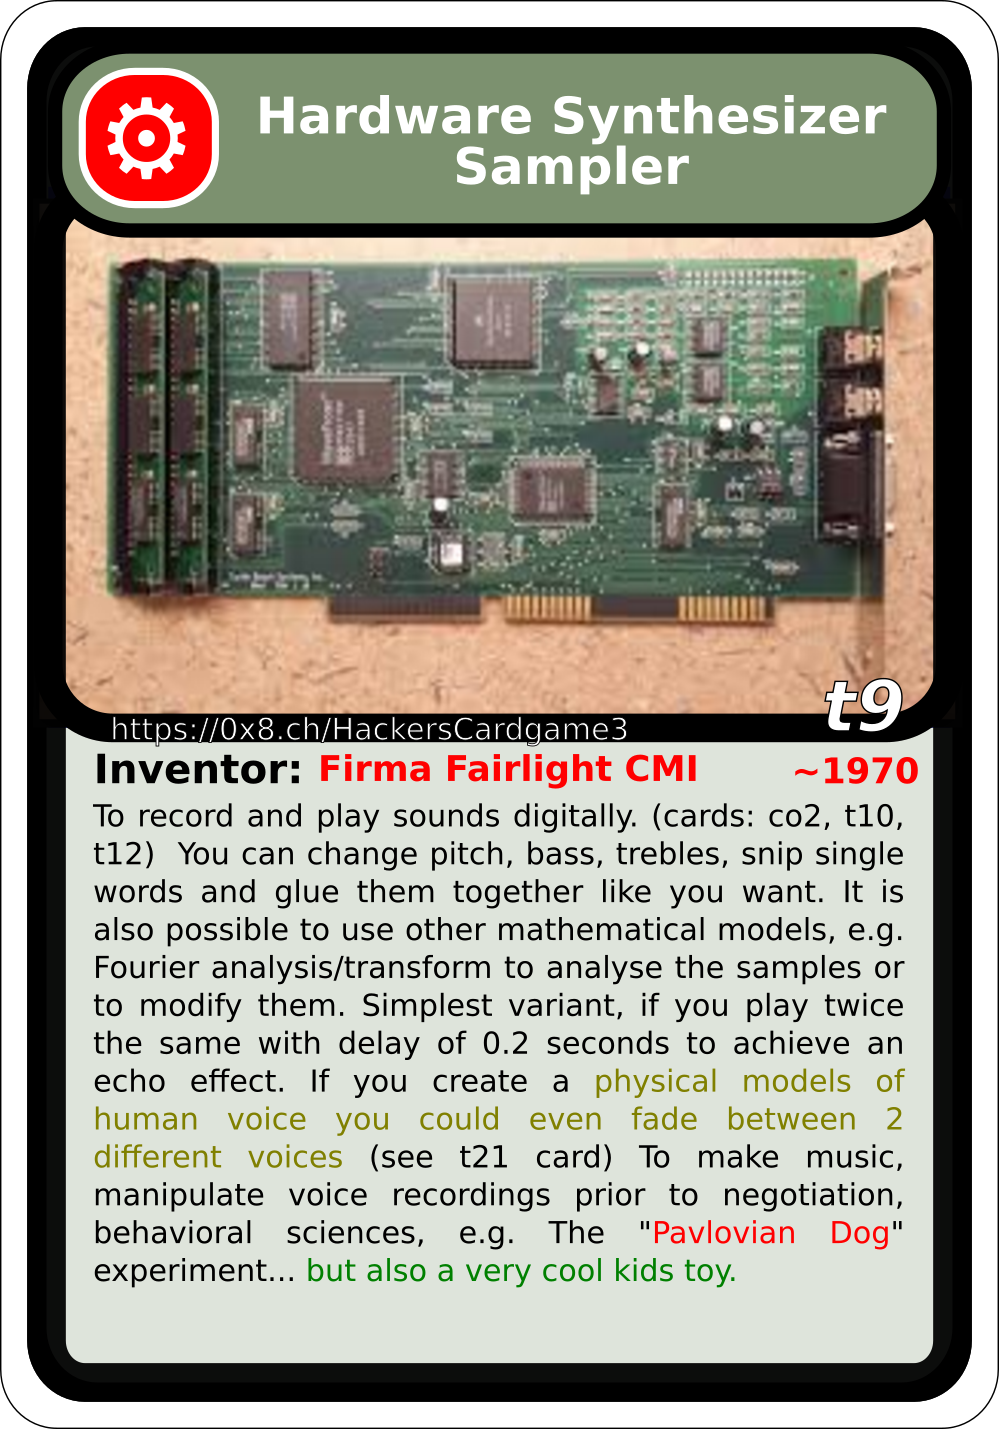 Hardware Synthesizer
Sampler
t9
https://0x8.ch/HackersCardgame3
Inventor: Firma Fairlight CMI ~1970
To record and play sounds digitally. (cards: co2, t10,
t12) You can change pitch, bass, trebles, snip single
words and glue them together like you want. It is
also possible to use other mathematical models, e.g.
Fourier analysis/transform to analyse the samples or
to modify them. Simplest variant, if you play twice
the same with delay of 0.2 seconds to achieve an
echo effect. If you create a physical models of
human voice you could even fade between 2
different voices (see t21 card) To make music,
manipulate voice recordings prior to negotiation,
behavioral sciences, e.g. The "Pavlovian Dog"
experiment... but also a very cool kids toy.